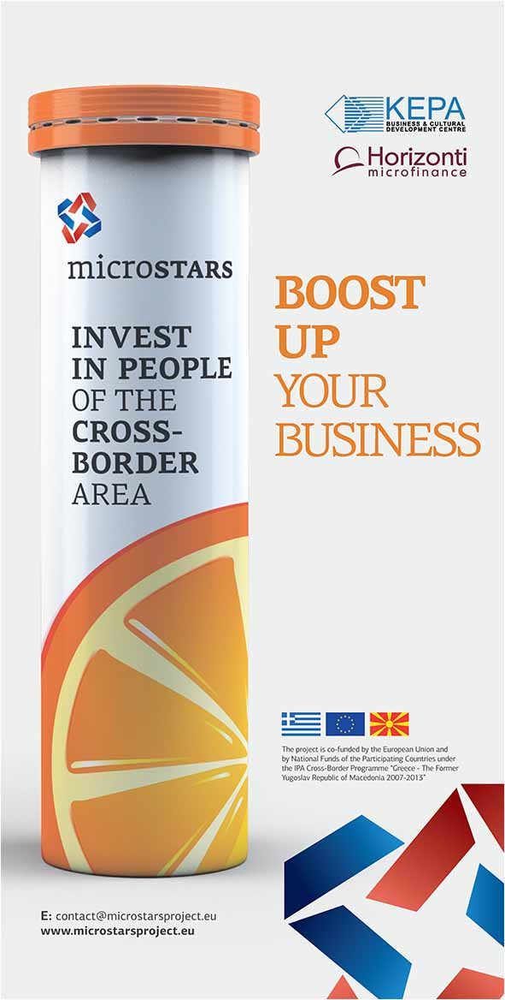 KEPA
BUSINESS & CULTURAL
DEVELOPMENT CENTRE
Horizonti
microfinance
microSTARS
INVEST
IN PEOPLE
OF THE
CROSS-
BORDER
AREA
BOOST
UP
YOUR
BUSINESS
The project is co-funded by the European Union and
by National Funds of the Participating Countries under
the IPA Cross-Border Programme "Greece - The Former
Yugoslav Republic of Macedonia 2007-2013"
E: contact@microstarsproject.eu
www.microstarsproject.eu